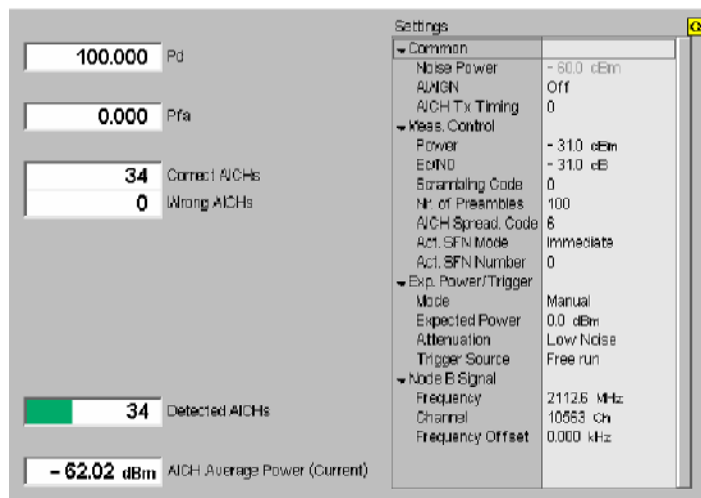 Settings
100.000 Pd
0.000 Pfa
34 Correct AICHs
0 Wrong AICHs
34 Detected AICHs
-62.02 dBm AICH Average Power (Current)
Common
Noise Power -60.0 dBm
AWGN Off
AICH Tx Timing 0
Meas. Control
Power -31.0 dBm
Ec/N0 -31.0 dB
Scrambling Code 0
Nr. of Preambles 100
AICH Spread. Code 6
Act. SFN Mode Immediate
Act. SFN Number 0
Exp. Power/Trigger
Mode Manual
Expected Power 0.0 dBm
Attenuation Low Noise
Trigger Source Free run
Node B Signal
Frequency 2112.6 MHz
Channel 10563 Ch
Frequency Offset 0.000 kHz